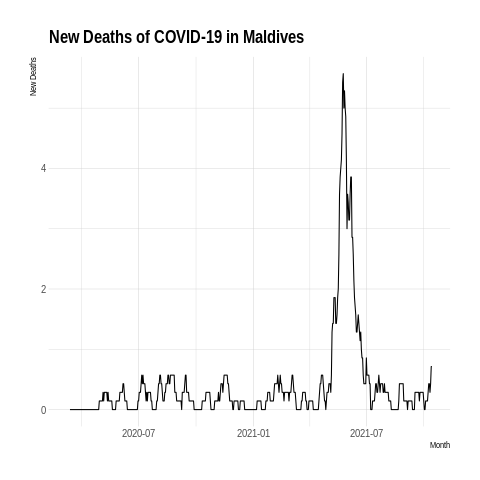 New Deaths of COVID-19 in Maldives
New Deaths
4
2
0
2020-07
2021-01
2021-07
Month